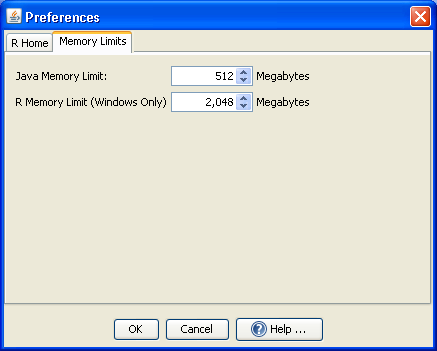 Preferences
R Home Memory Limits
Java Memory Limit: 512 Megabytes
R Memory Limit (Windows Only) 2,048 Megabytes
OK Cancel ? Help ...